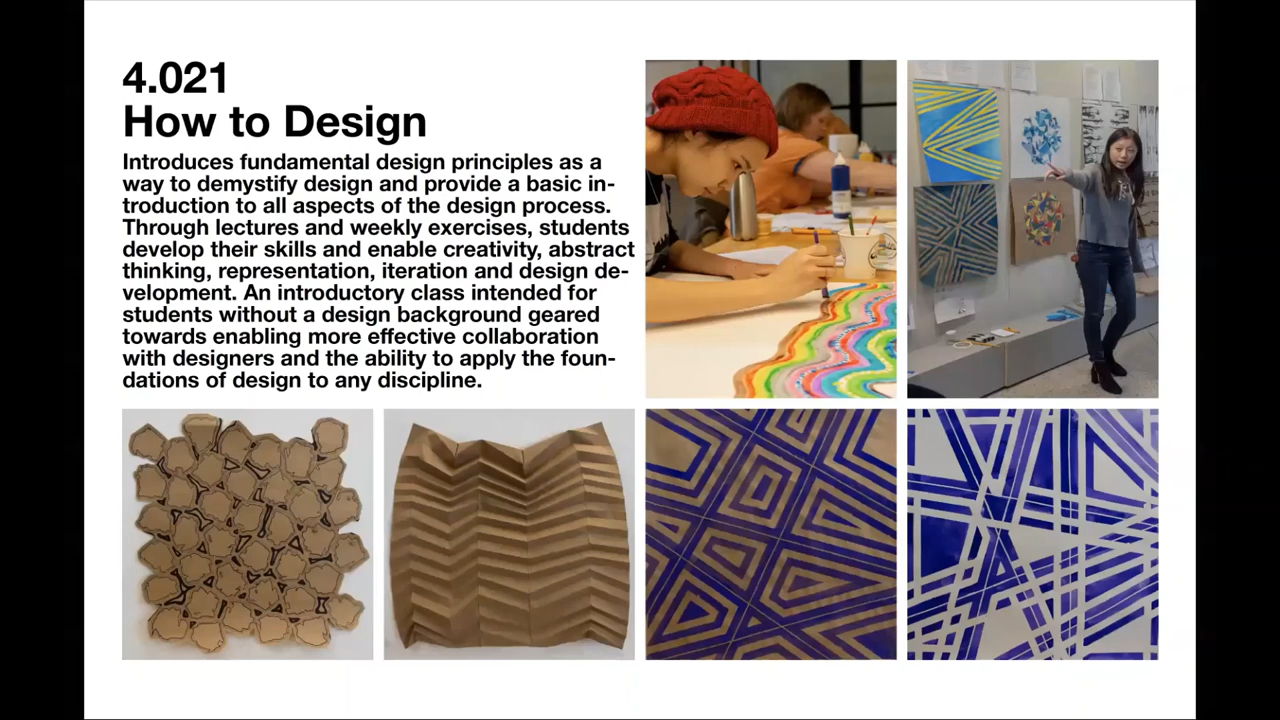 4.021
How to Design
Introduces fundamental design principles as a
way to demystify design and provide a basic in-
troduction to all aspects of the design process.
Through lectures and weekly exercises, students
develop their skills and enable creativity, abstract
thinking, representation, iteration and design de-
velopment. An introductory class intended for
students without a design background geared
towards enabling more effective collaboration
with designers and the ability to apply the foun-
dations of design to any discipline.